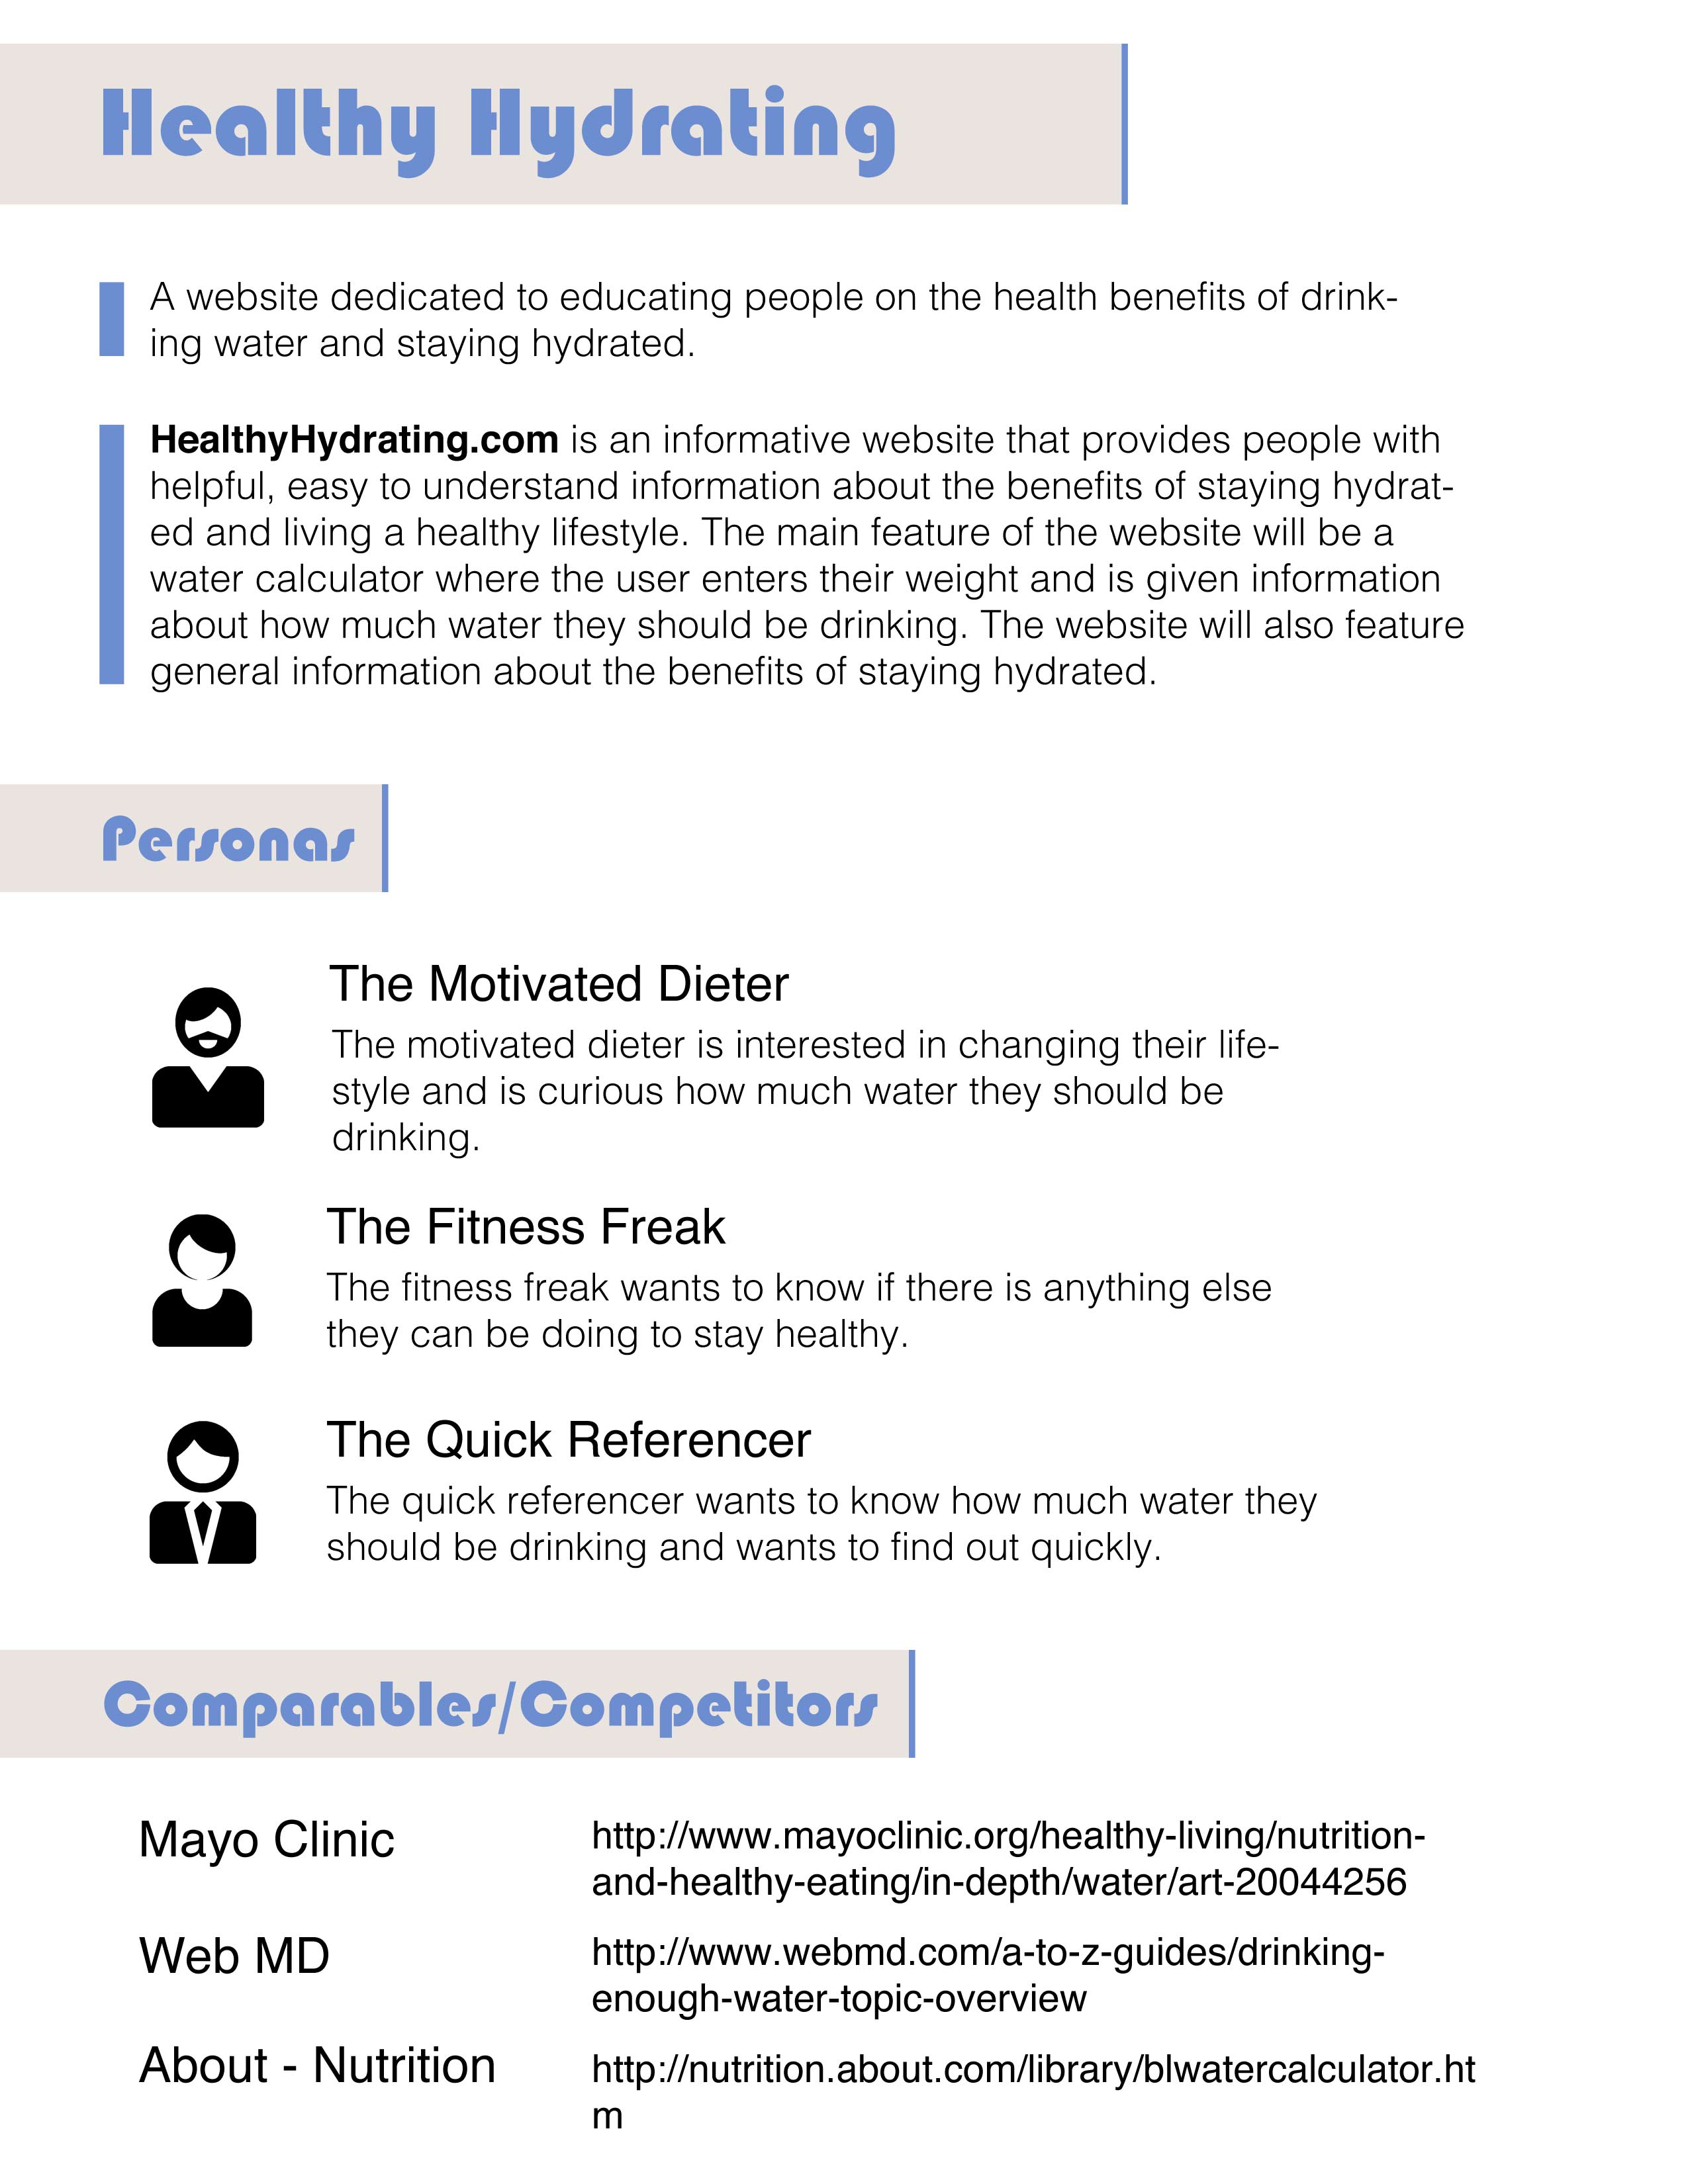 Healthy Hydrating
A website dedicated to educating people on the health benefits of drink-
ing water and staying hydrated.
HealthyHydrating.com is an informative website that provides people with
helpful, easy to understand information about the benefits of staying hydrat-
ed and living a healthy lifestyle. The main feature of the website will be a
water calculator where the user enters their weight and is given information
about how much water they should be drinking. The website will also feature
general information about the benefits of staying hydrated.
Personas
The Motivated Dieter
The motivated dieter is interested in changing their life-
style and is curious how much water they should be
drinking.
The Fitness Freak
The fitness freak wants to know if there is anything else
they can be doing to stay healthy.
The Quick Referencer
The quick referencer wants to know how much water they
should be drinking and wants to find out quickly.
Comparables/Competitors
Mayo Clinic
http://www.mayoclinic.org/healthy-living/nutrition-
and-healthy-eating/in-depth/water/art-20044256
Web MD
http://www.webmd.com/a-to-z-guides/drinking-
enough-water-topic-overview
About - Nutrition
http://nutrition.about.com/library/blwatercalculator.ht
m